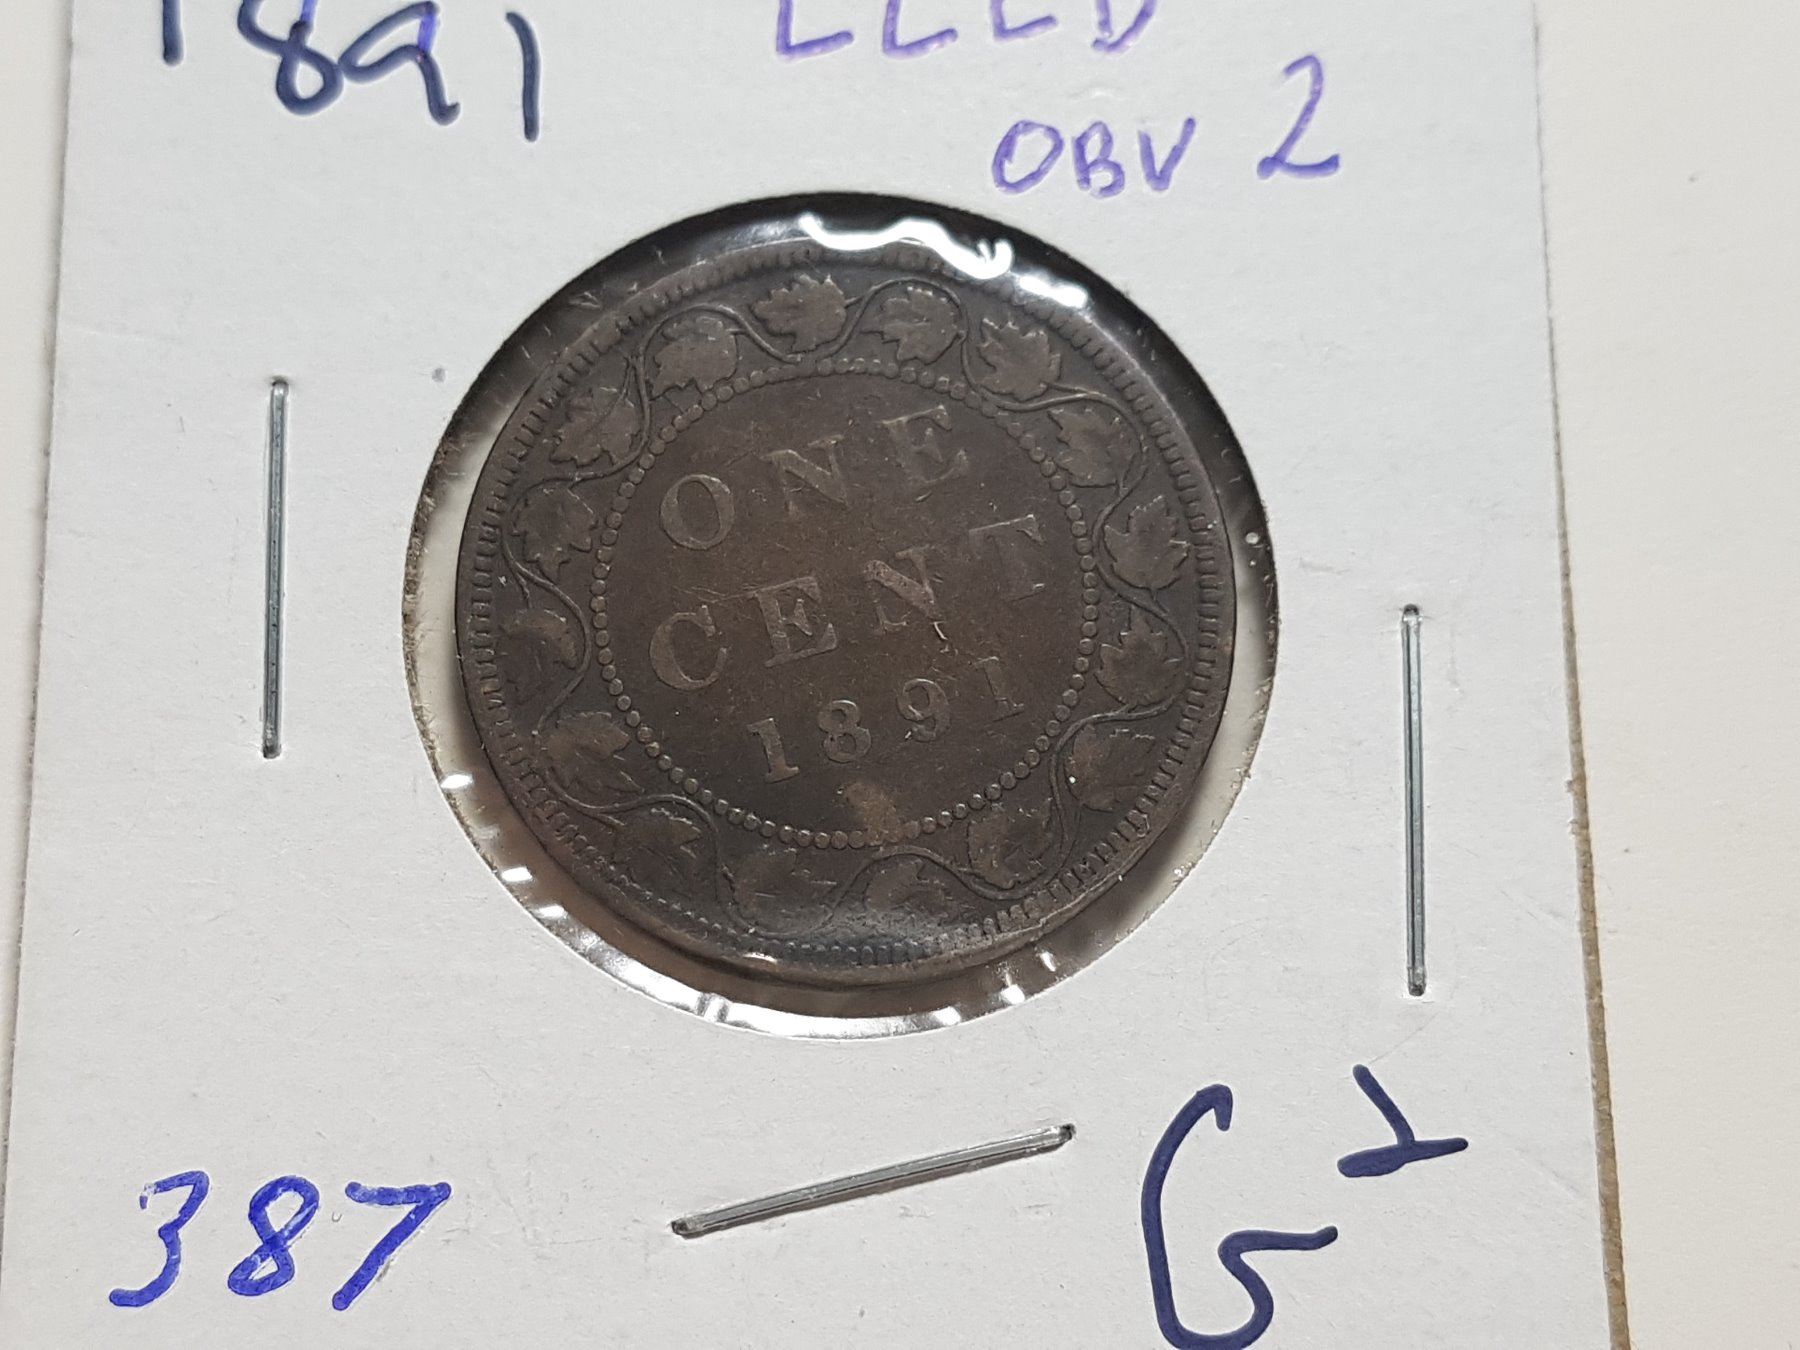 1891
LLLD
OBV 2
ONE
CENT
1891
387
G+